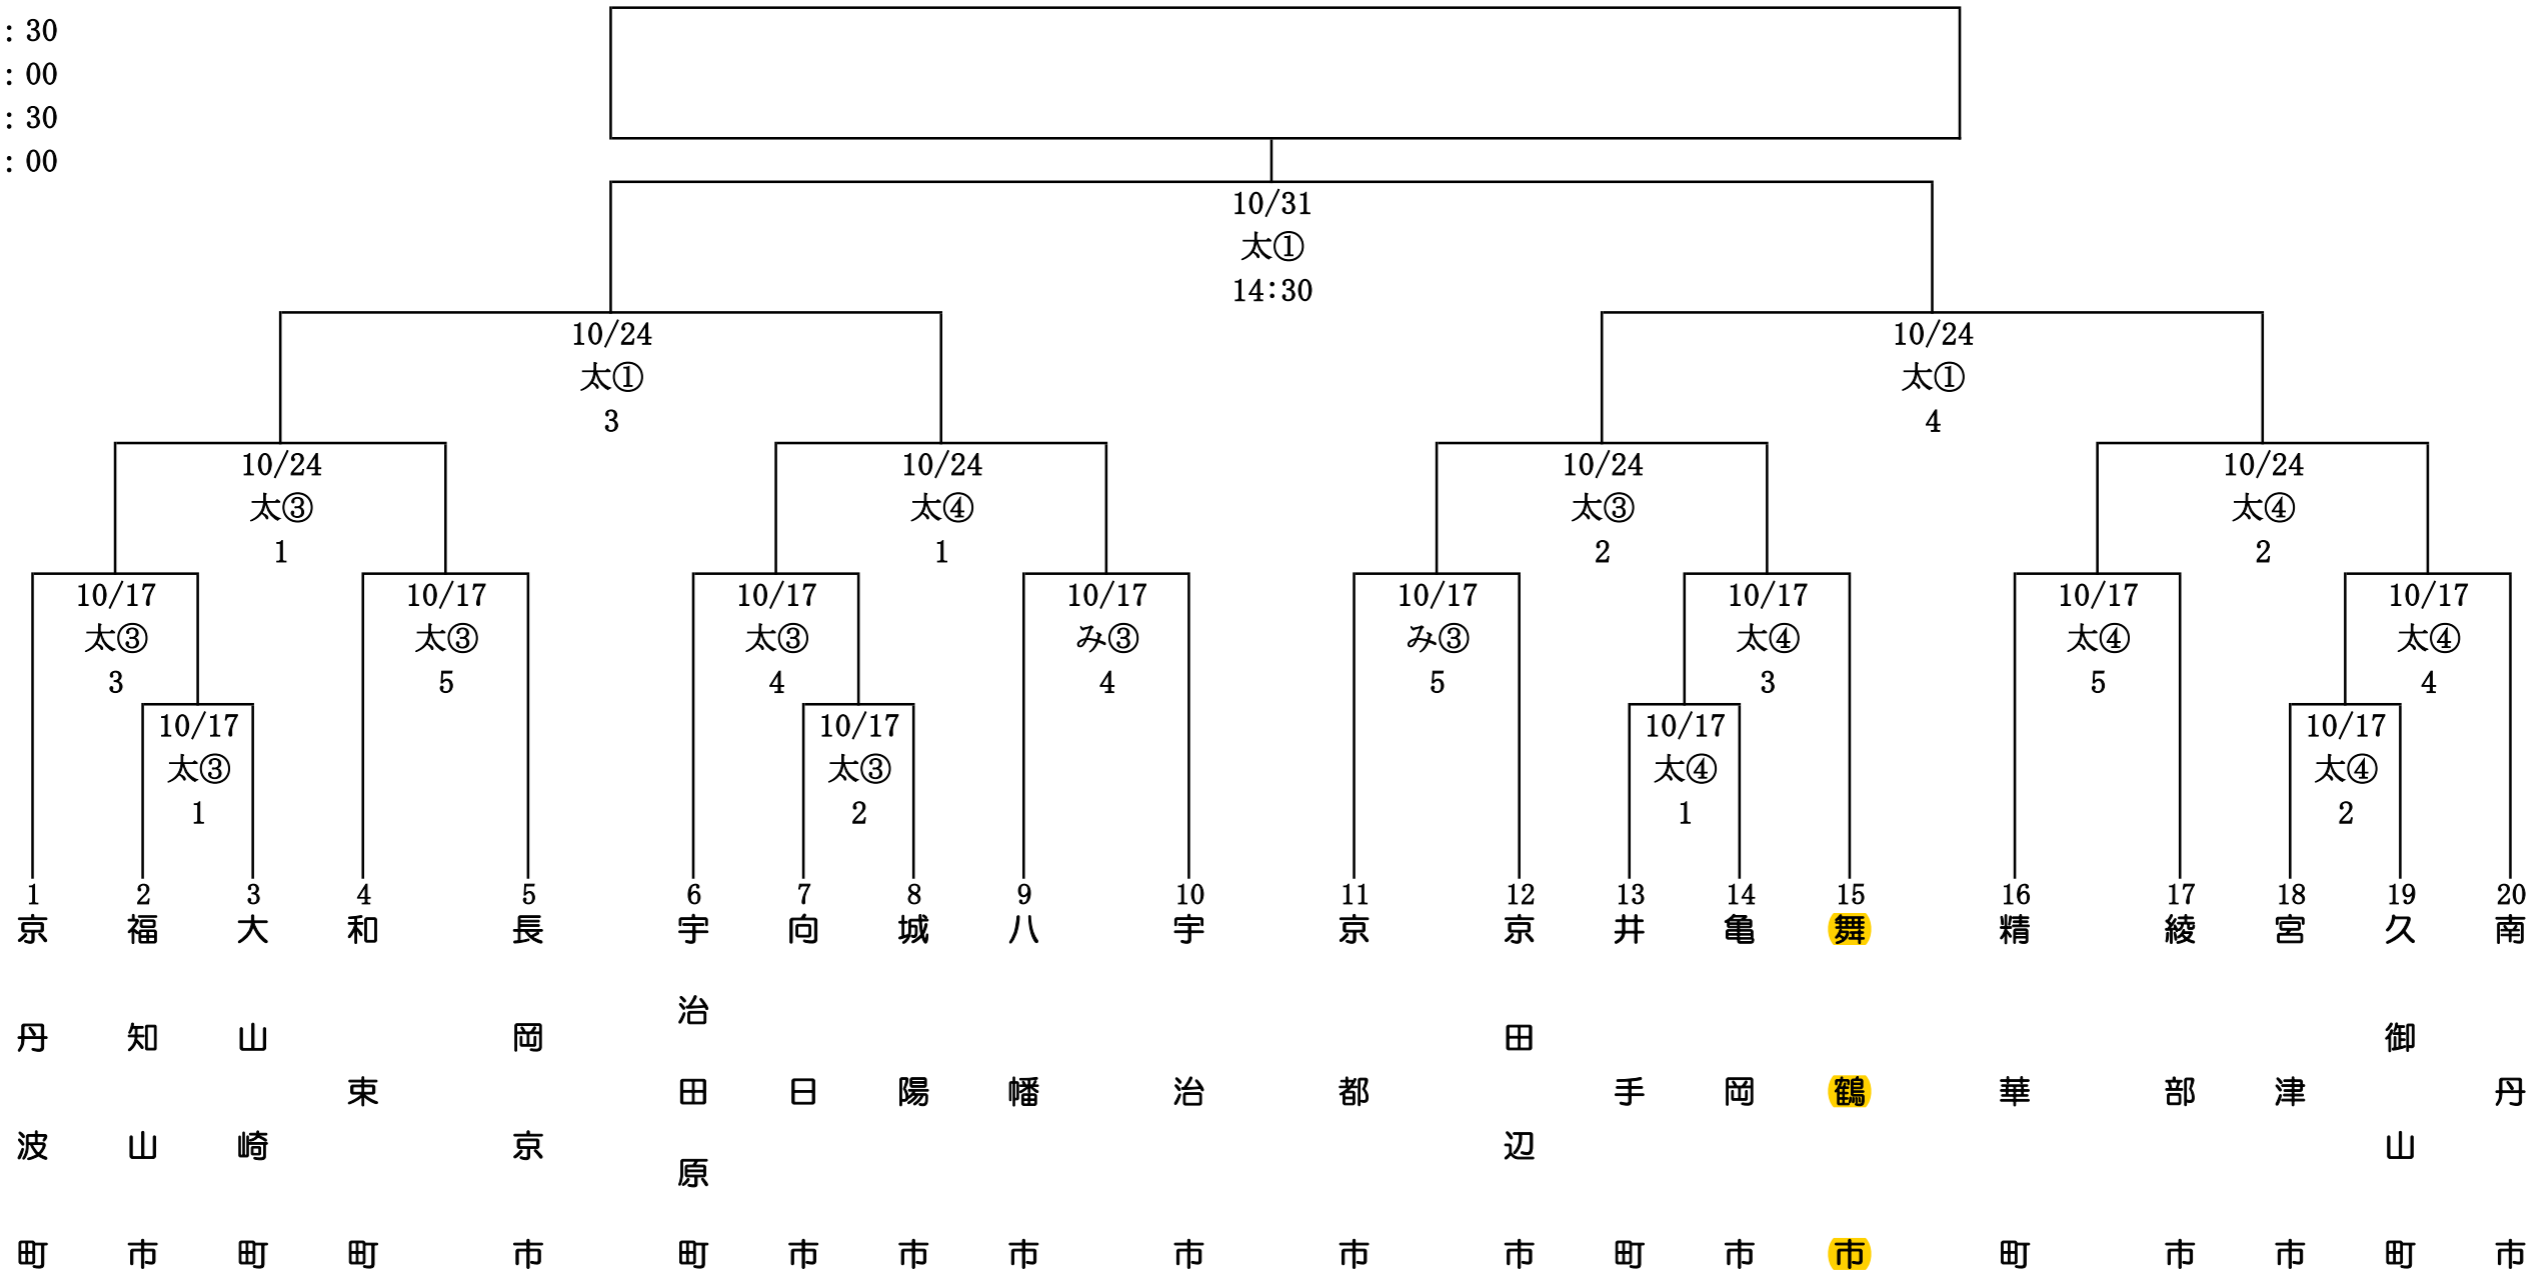 : 30
: 00
: 30
: 00
10/31
太①
14:30
10/24
太①
3
10/24
太①
4
10/24
太③
1
10/24
太④
1
10/24
太③
2
10/24
太④
2
10/17
太③
3
10/17
太③
5
10/17
太③
4
10/17
み③
4
10/17
み③
5
10/17
太④
3
10/17
太④
5
10/17
太④
4
10/17
太③
1
10/17
太③
2
10/17
太④
1
10/17
太④
2
1
京丹波町
2
福知山市
3
大山崎町
4
和束町
5
長岡京市
6
宇治田原町
7
向日市
8
城陽市
9
八幡市
10
宇治市
11
京都市
12
京田辺市
13
井手町
14
亀岡市
15
舞鶴市
16
精華町
17
綾部市
18
宮津市
19
久御山町
20
南丹市